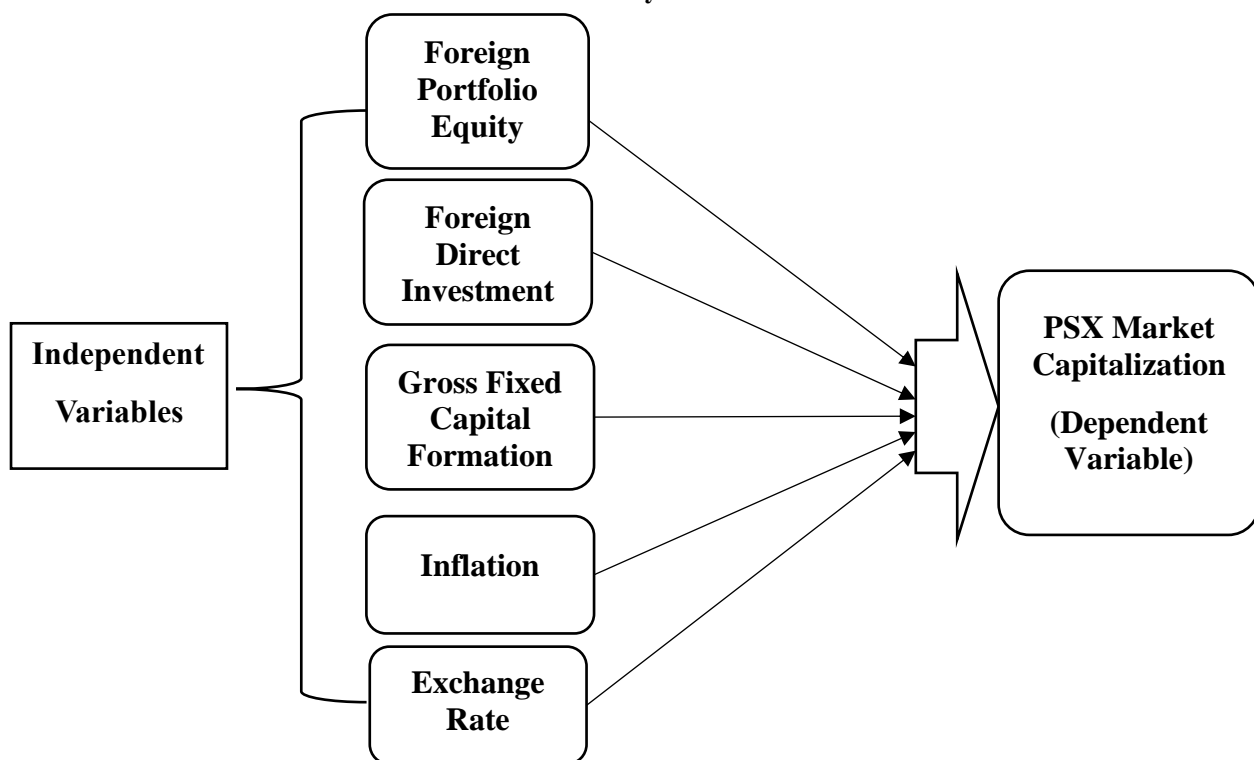 Foreign
Portfolio
Equity
Foreign
Direct
Investment
Independent
Variables
Gross Fixed
Capital
Formation
Inflation
Exchange
Rate
PSX Market
Capitalization
(Dependent
Variable)